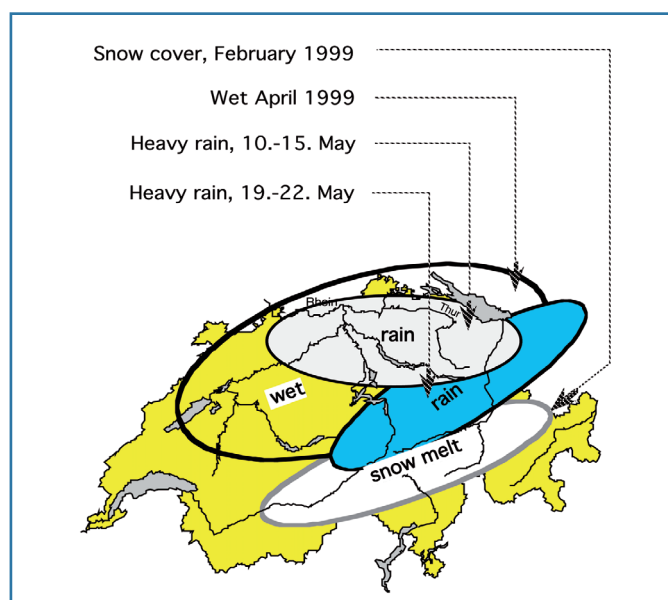 Snow cover, February 1999
Wet April 1999
Heavy rain, 10.-15. May
Heavy rain, 19.-22. May
Rhein
Thur
rain
wet
rain
snow melt